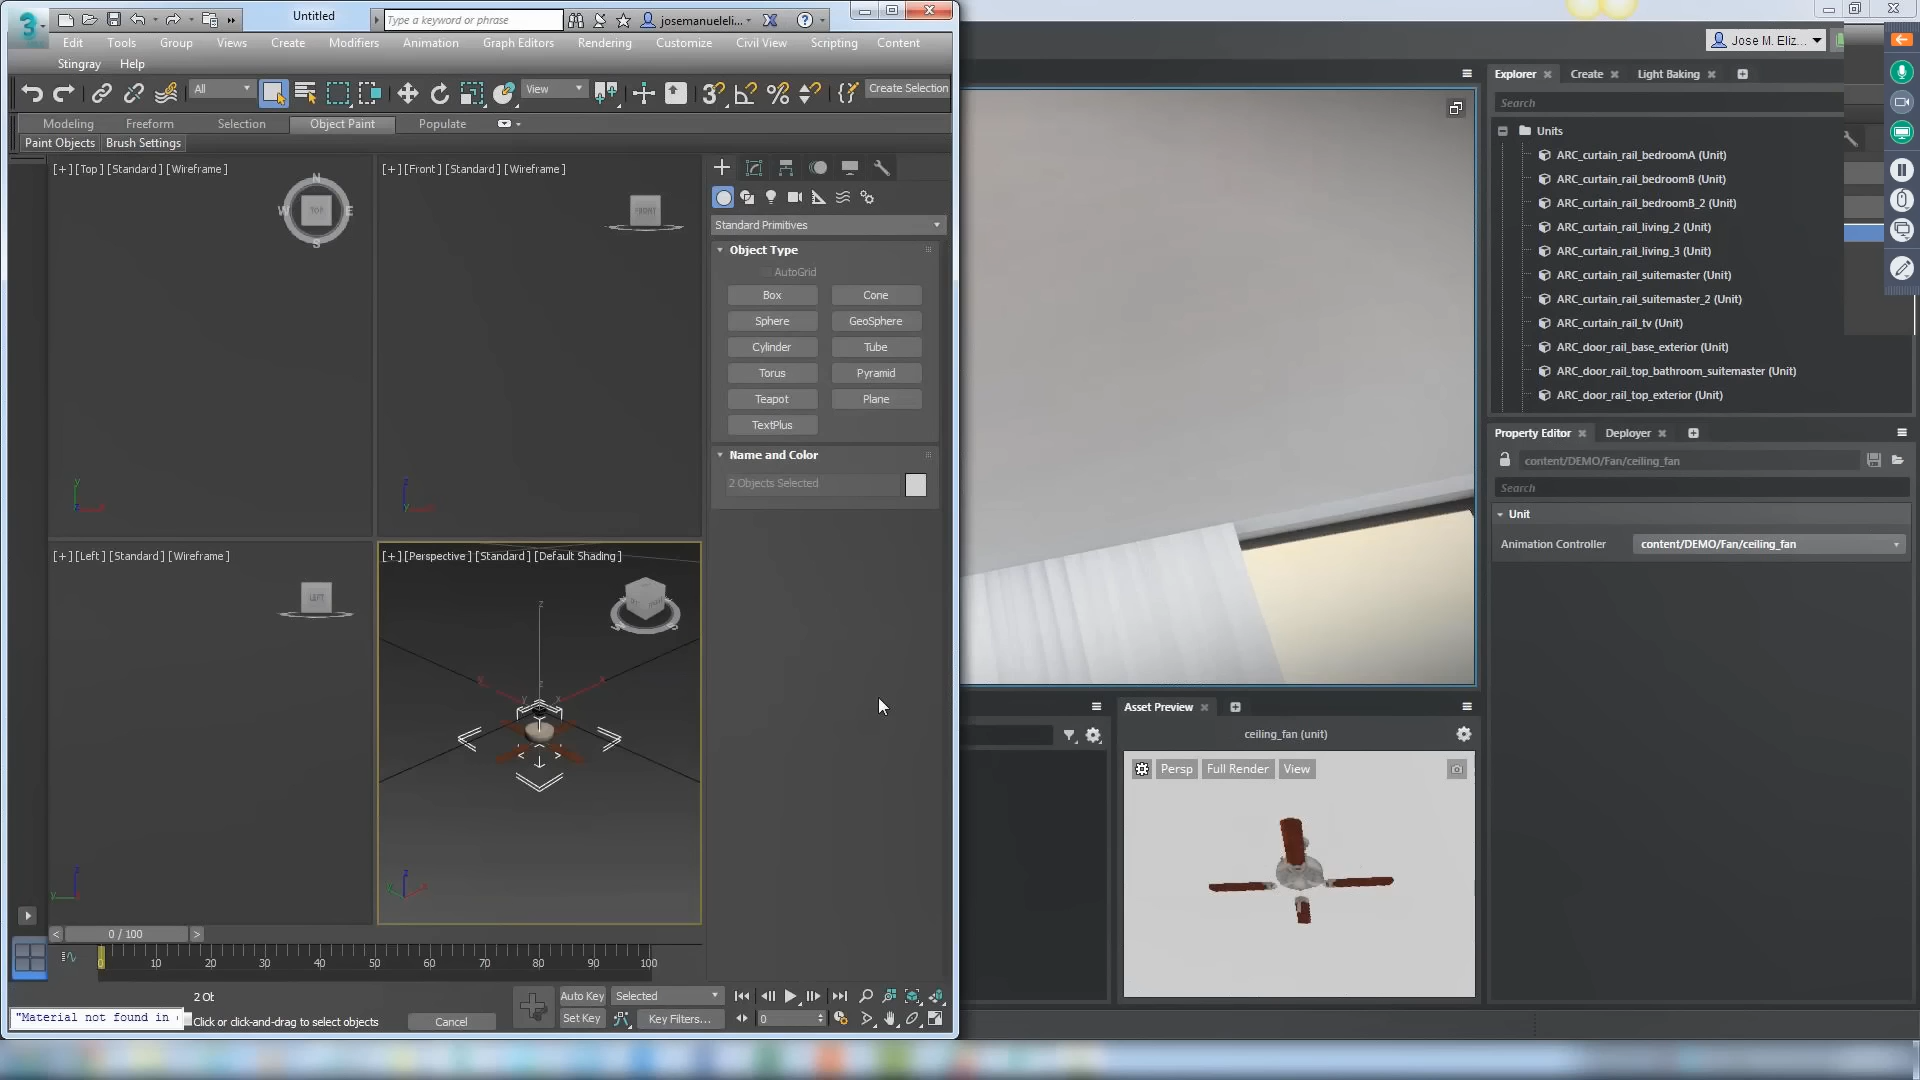 3
Untitled
Type a keyword or phrase
josemanueleli...
Edit Tools Group Views Create Modifiers Animation Graph Editors Rendering Customize Civil View Scripting Content
Stingray Help
All
View
Create Selection
Modeling Freeform Selection Object Paint Populate
Paint Objects Brush Settings
[+] [Top] [Standard] [Wireframe]
N
W TOP E
S
y
[+] [Front] [Standard] [Wireframe]
FRONT
z
Standard Primitives
Object Type
AutoGrid
Box Cone
Sphere GeoSphere
Cylinder Tube
Torus Pyramid
Teapot Plane
TextPlus
Name and Color
2 Objects Selected
[+] [Left] [Standard] [Wireframe]
LEFT
z
y
[+] [Perspective] [Standard] [Default Shading]
z
z
y x
x
z
0 / 100
0 10 20 30 40 50 60 70 80 90 100
2 Ob
"Material not found in
Click or click-and-drag to select objects
Cancel
Auto Key Selected
Set Key Key Filters...
0
Jose M. Eliz...
Explorer Create Light Baking
Search
Units
ARC_curtain_rail_bedroomA (Unit)
ARC_curtain_rail_bedroomB (Unit)
ARC_curtain_rail_bedroomB_2 (Unit)
ARC_curtain_rail_living_2 (Unit)
ARC_curtain_rail_living_3 (Unit)
ARC_curtain_rail_suitemaster (Unit)
ARC_curtain_rail_suitemaster_2 (Unit)
ARC_curtain_rail_tv (Unit)
ARC_door_rail_base_exterior (Unit)
ARC_door_rail_top_bathroom_suitemaster (Unit)
ARC_door_rail_top_exterior (Unit)
Property Editor Deployer
content/DEMO/Fan/ceiling_fan
Search
Unit
Animation Controller content/DEMO/Fan/ceiling_fan
Asset Preview
ceiling_fan (unit)
Persp Full Render View